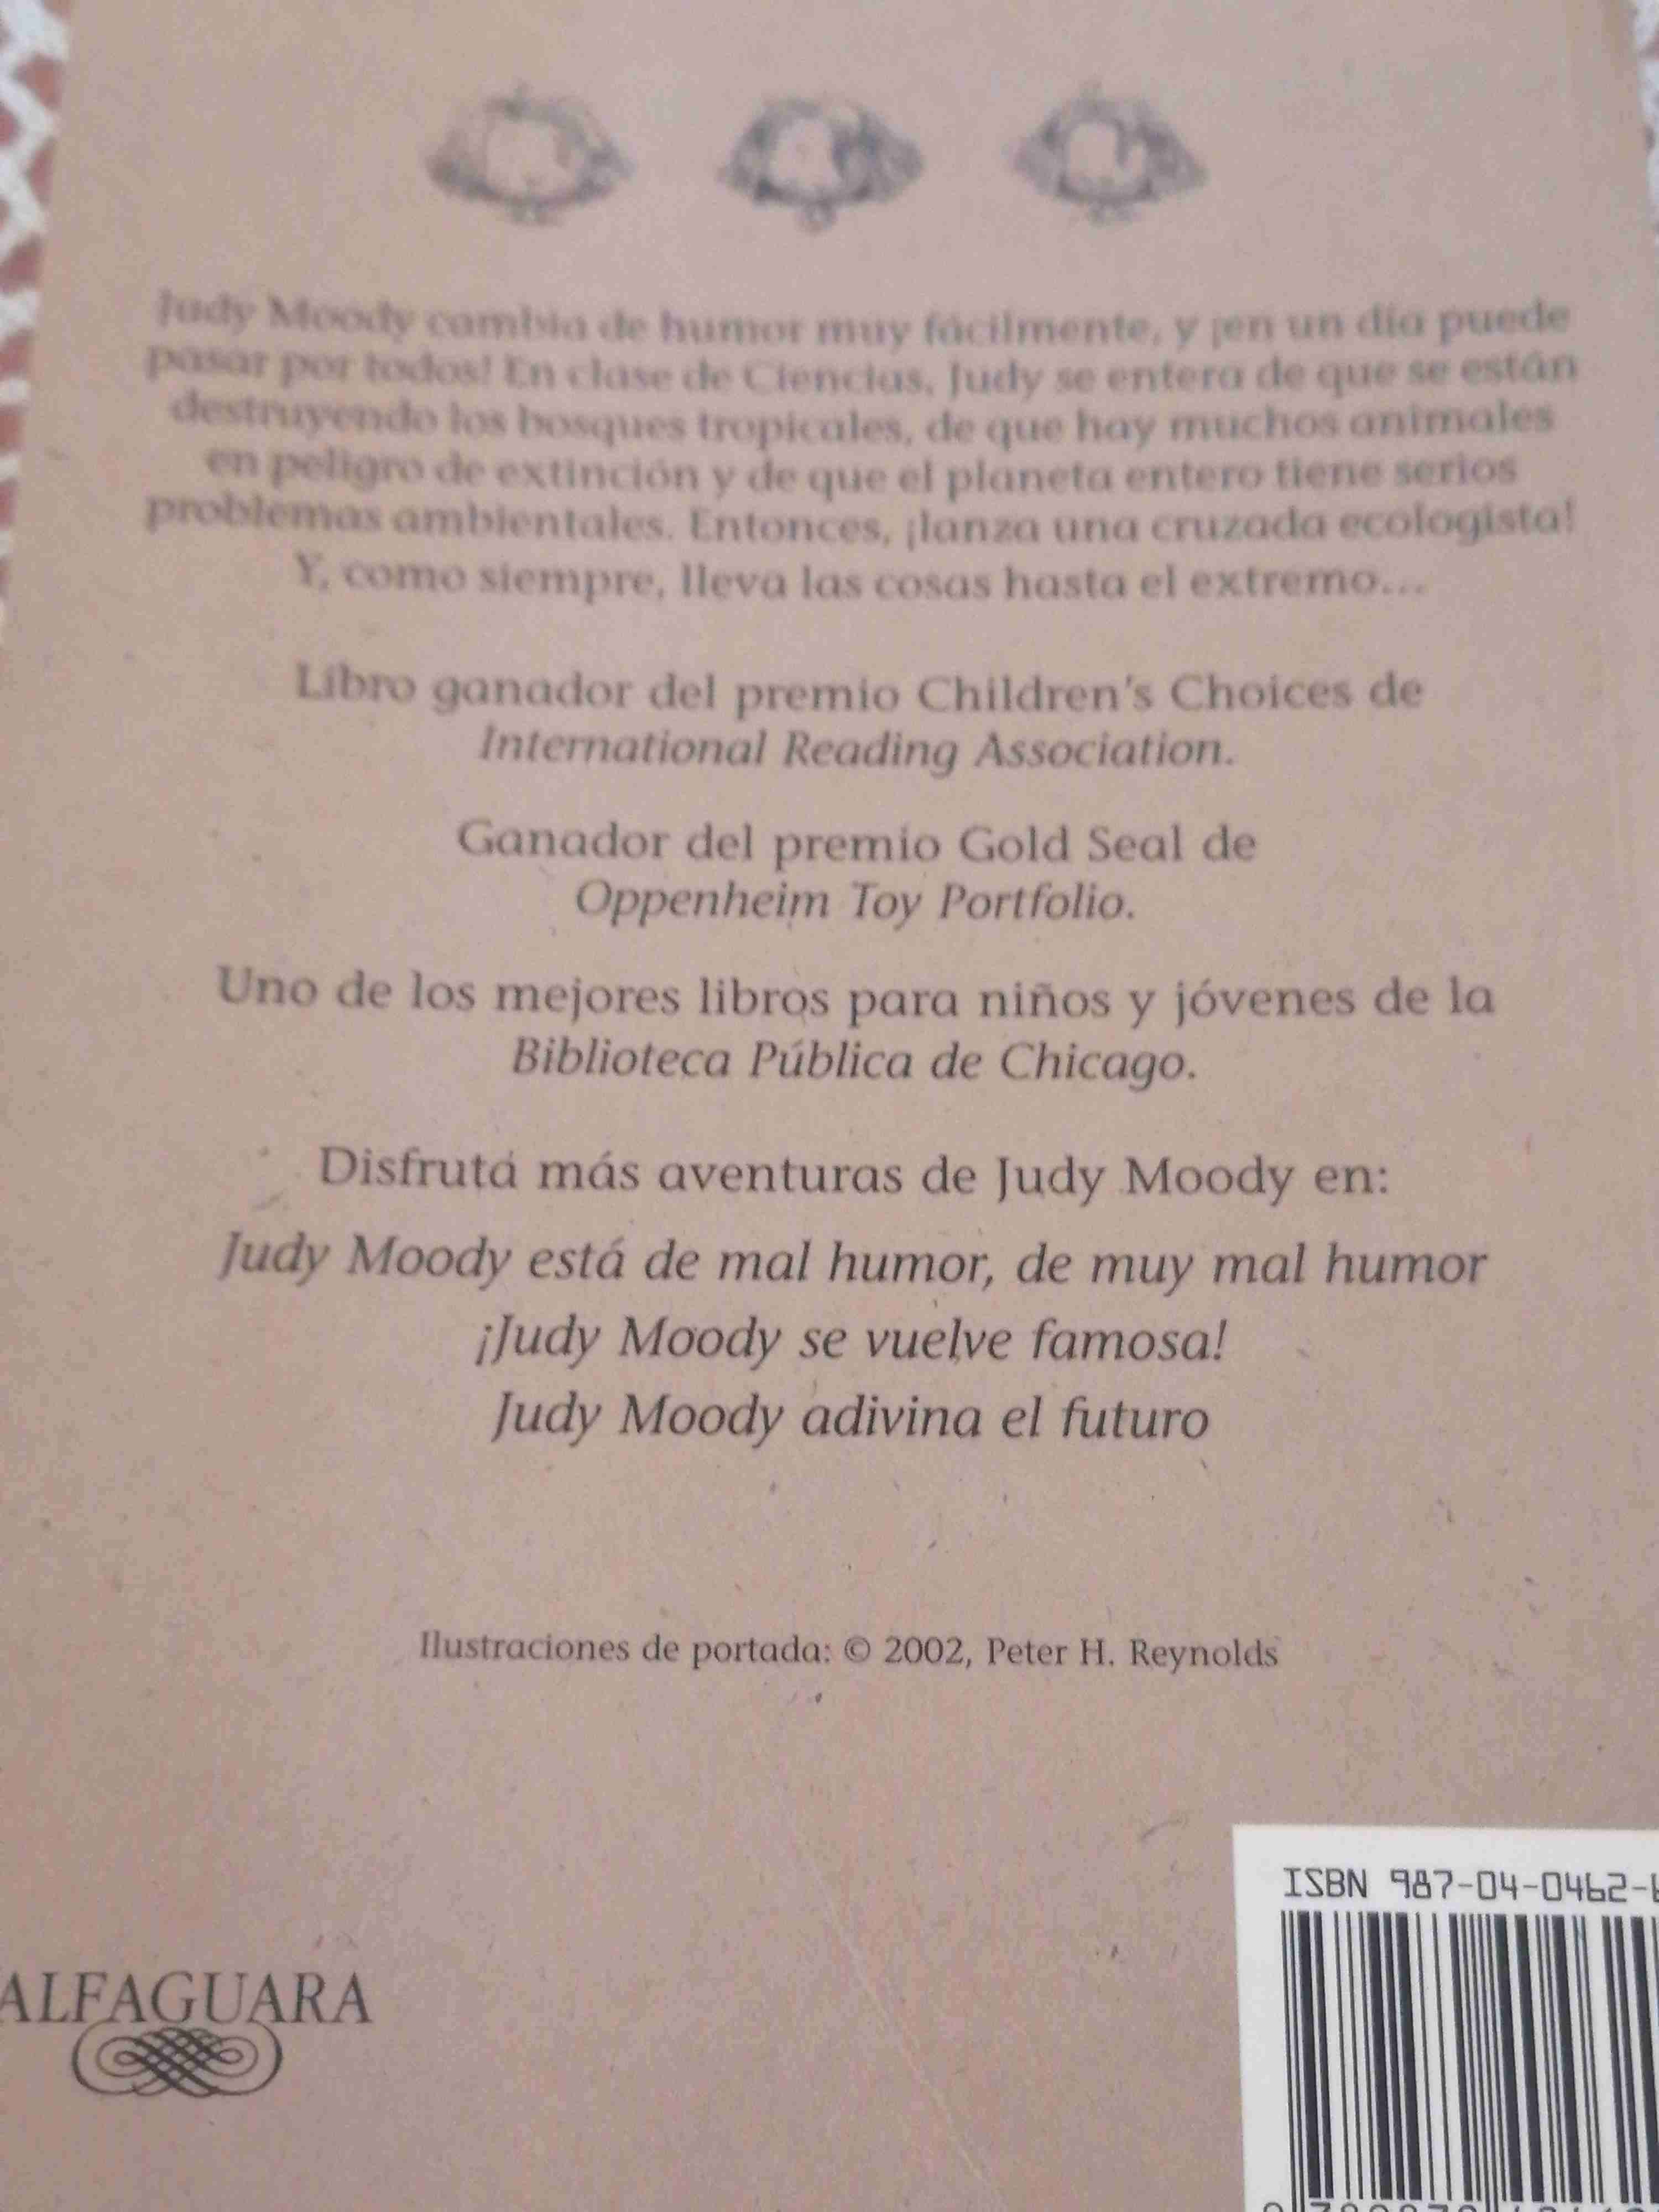 Judy Moody cambia de humor muy fácilmente, y ¡en un día puede
pasar por todos! En clase de Ciencias, Judy se entera de que se están
destruyendo los bosques tropicales, de que hay muchos animales
en peligro de extinción y de que el planeta entero tiene serios
problemas ambientales. Entonces, ¡lanza una cruzada ecologista!
Y, como siempre, lleva las cosas hasta el extremo...
Libro ganador del premio Children's Choices de
International Reading Association.
Ganador del premio Gold Seal de
Oppenheim Toy Portfolio.
Uno de los mejores libros para niños y jóvenes de la
Biblioteca Pública de Chicago.
Disfrutá más aventuras de Judy Moody en:
Judy Moody está de mal humor, de muy mal humor
¡Judy Moody se vuelve famosa!
Judy Moody adivina el futuro
Ilustraciones de portada: © 2002, Peter H. Reynolds
ISBN 987-04-0462-
ALFAGUARA